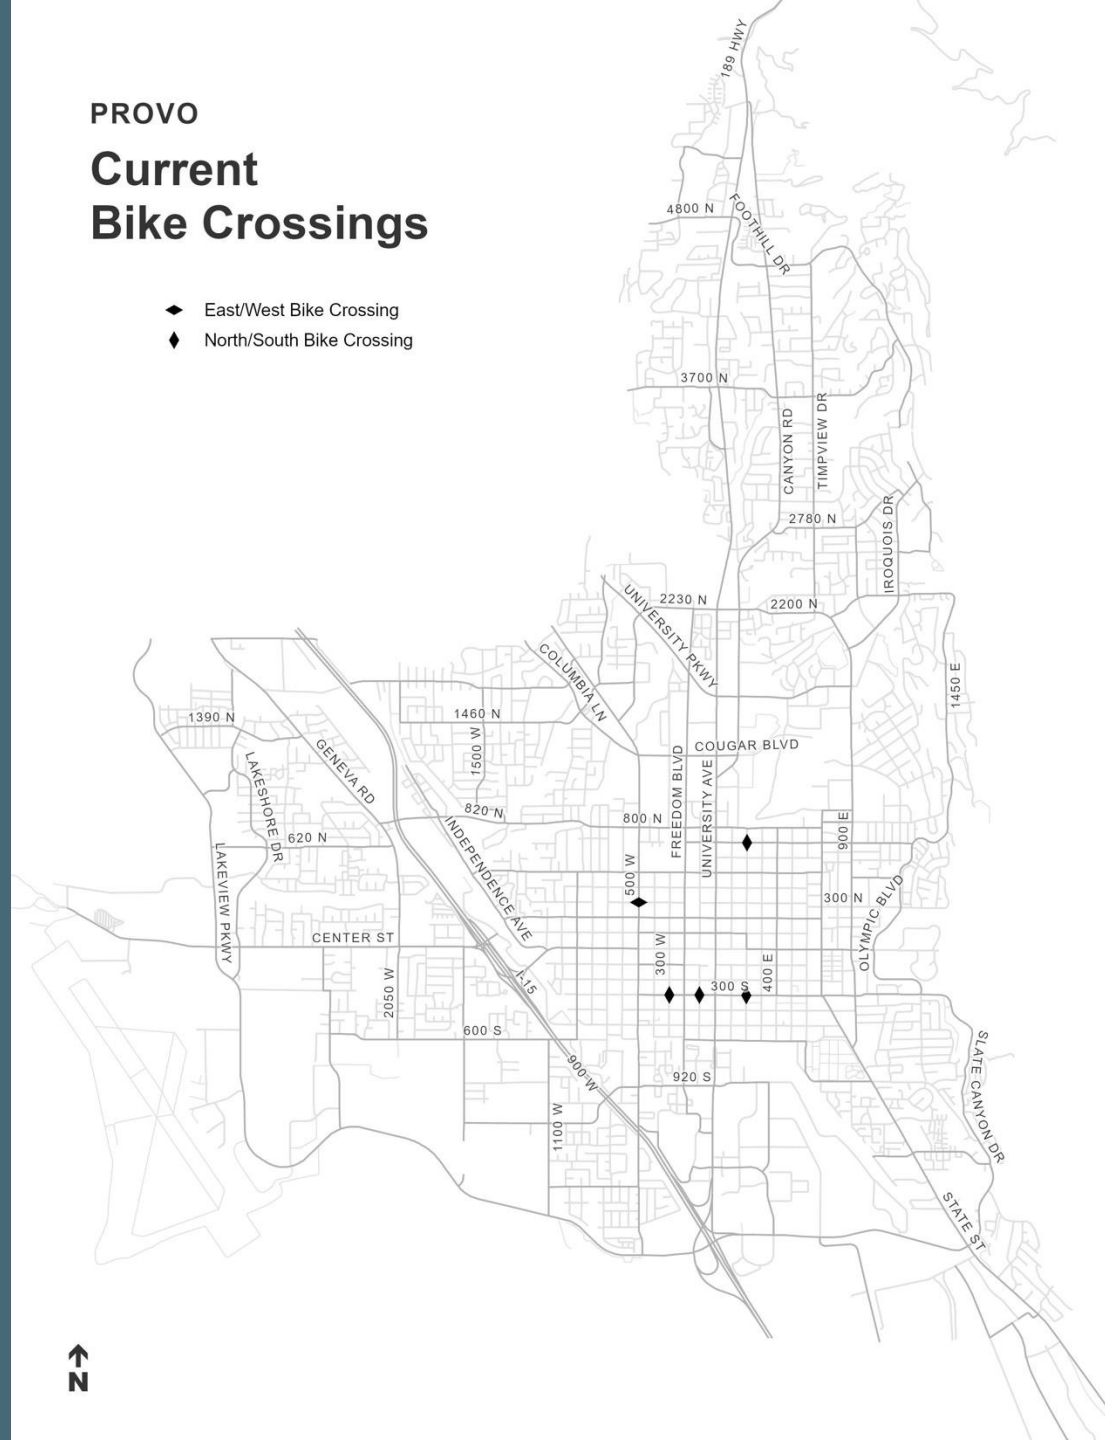 PROVO
Current
Bike Crossings
East/West Bike Crossing
North/South Bike Crossing
189 HWY
4800 N
FOOTHILL DR
3700 N
CANYON RD
TIMPVIEW DR
2780 N
IROQUOIS DR
2230 N
2200 N
UNIVERSITY PKWY
COLUMBIA LN
1450 E
1390 N
1460 N
1500 W
COUGAR BLVD
GENEVA RD
LAKESHORE DR
FREEDOM BLVD
UNIVERSITY AVE
820 N
800 N
900 E
620 N
INDEPENDENCE AVE
LAKEVIEW PKWY
500 W
300 N
OLYMPIC BLVD
CENTER ST
300 W
400 E
2050 W
I-15
300 S
600 S
900 W
920 S
SLATE CANYON DR
1100 W
STATE ST
N